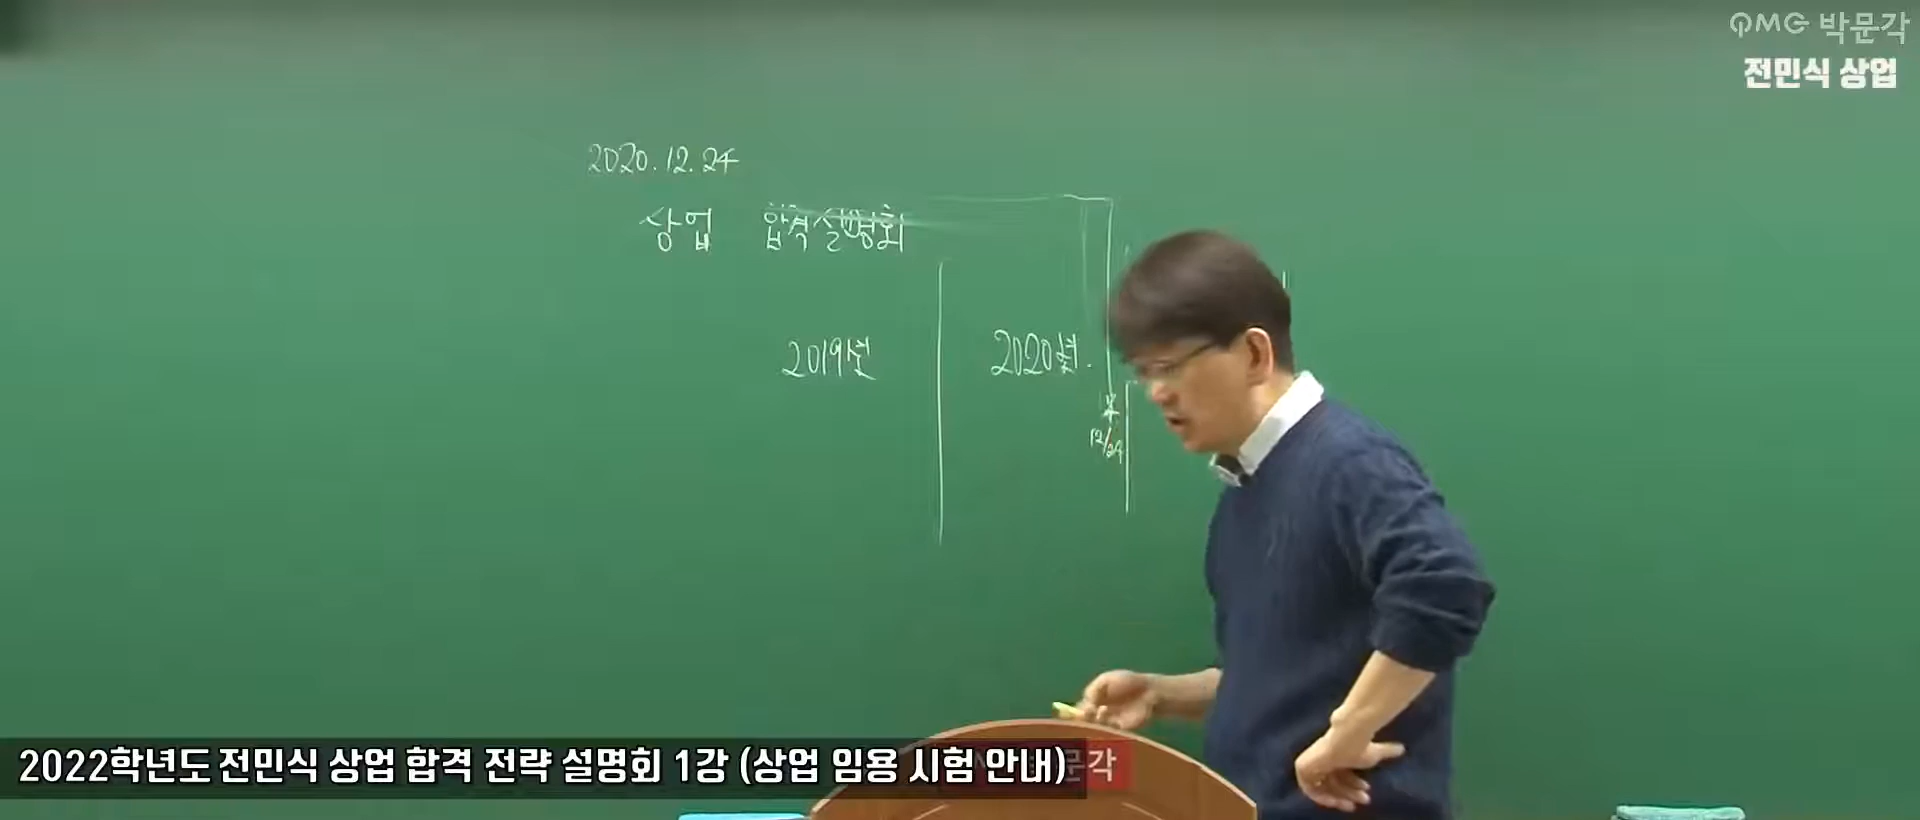 PMG 박문각
전민식 상업
2020.12.24
상업 합격설명회
2019년
2020년.
12/24
2022학년도 전민식 상업 합격 전략 설명회 1강 (상업 임용 시험 안내)
문각